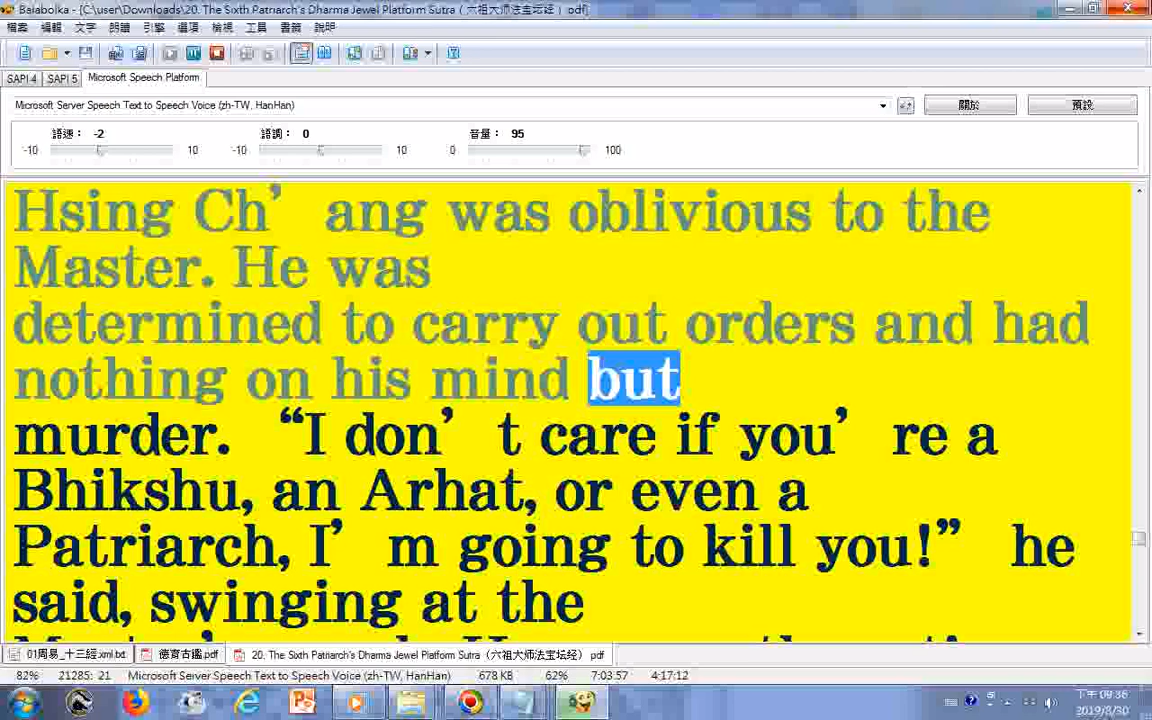 Balabolka - [C:\user\Downloads\20. The Sixth Patriarch's Dharma Jewel Platform Sutra（六祖大师法宝坛经） pdf]
檔案 編輯 文字 朗讀 引擎 選項 檢視 工具 書籤 說明
SAPI 4 SAPI 5 Microsoft Speech Platform
Microsoft Server Speech Text to Speech Voice (zh-TW, HanHan) 關於 預設
語速： -2 語調： 0 音量： 95
-10 10 -10 10 0 100
Hsing Ch’ang was oblivious to the
Master. He was
determined to carry out orders and had
nothing on his mind but
murder. “I don’t care if you’re a
Bhikshu, an Arhat, or even a
Patriarch, I’m going to kill you!” he
said, swinging at the
01周易_十三經.xml.txt 德育古鑑.pdf 20. The Sixth Patriarch's Dharma Jewel Platform Sutra（六祖大师法宝坛经） pdf
82% 21285: 21 Microsoft Server Speech Text to Speech Voice (zh-TW, HanHan) 678 KB 62% 7:03:57 4:17:12
下午 09:36
2019/8/30